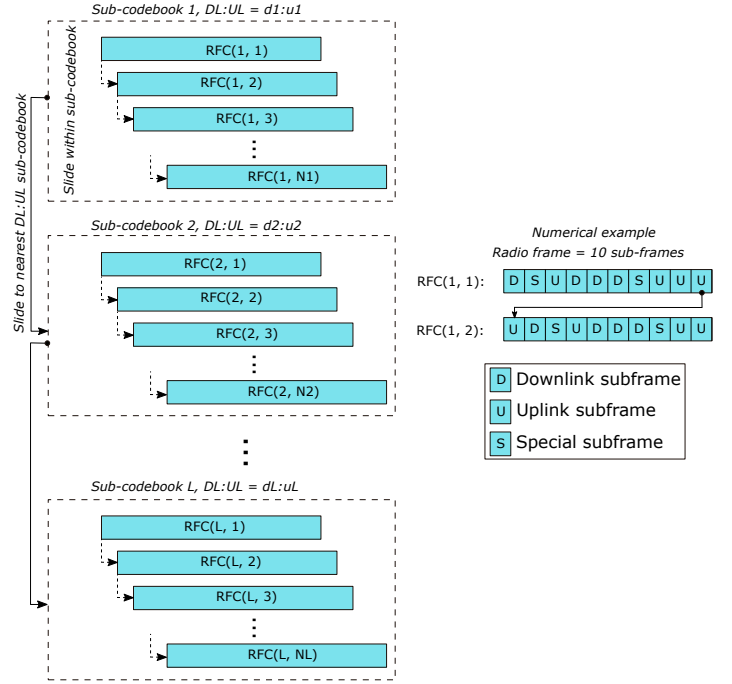 Sub-codebook 1, DL:UL = d1:u1
Slide to nearest DL:UL sub-codebook
Slide within sub-codebook
RFC(1, 1)
RFC(1, 2)
RFC(1, 3)
RFC(1, N1)
Sub-codebook 2, DL:UL = d2:u2
RFC(2, 1)
RFC(2, 2)
RFC(2, 3)
RFC(2, N2)
Sub-codebook L, DL:UL = dL:uL
RFC(L, 1)
RFC(L, 2)
RFC(L, 3)
RFC(L, NL)
Numerical example
Radio frame = 10 sub-frames
RFC(1, 1): D S U D D D S U U U
RFC(1, 2): U D S U D D D S U U
D Downlink subframe
U Uplink subframe
S Special subframe